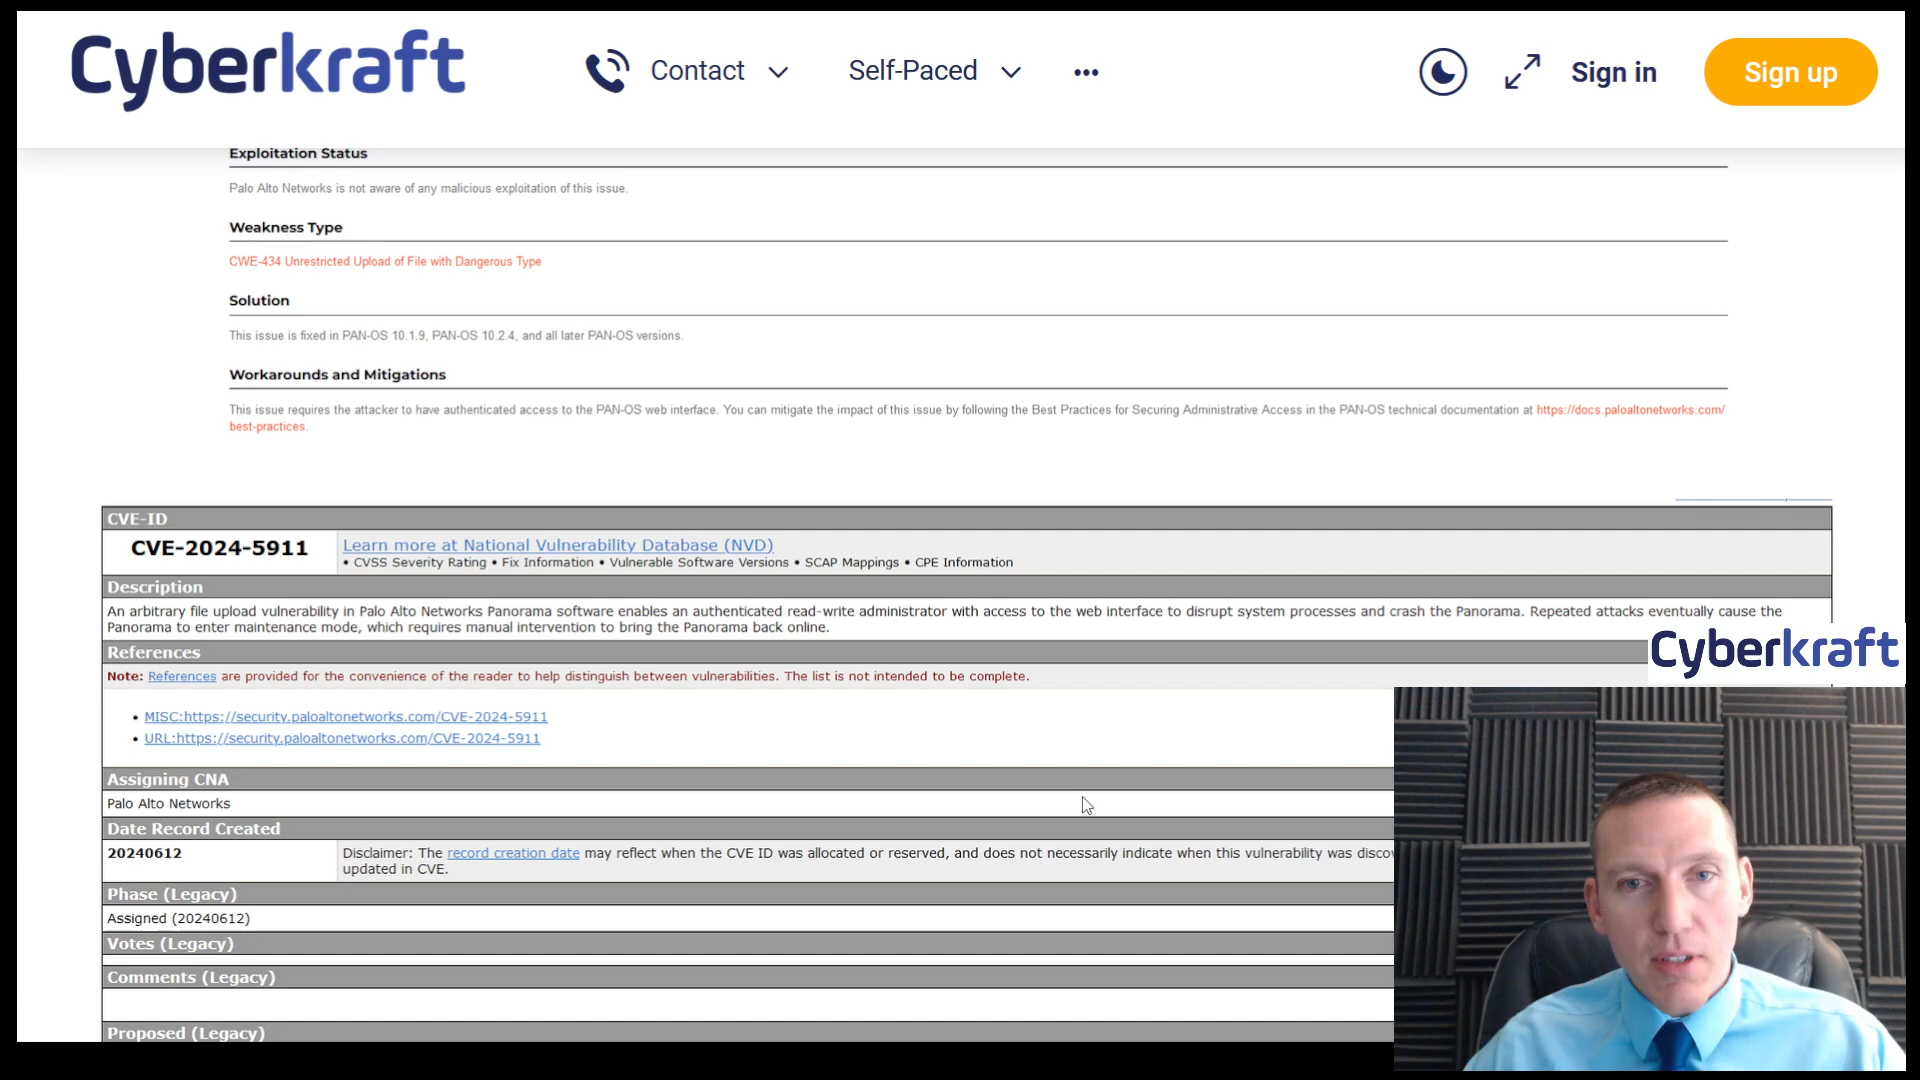 Cyberkraft
Contact
Self-Paced
•••
Sign in
Sign up
Exploitation Status
Palo Alto Networks is not aware of any malicious exploitation of this issue.
Weakness Type
CWE-434 Unrestricted Upload of File with Dangerous Type
Solution
This issue is fixed in PAN-OS 10.1.9, PAN-OS 10.2.4, and all later PAN-OS versions.
Workarounds and Mitigations
This issue requires the attacker to have authenticated access to the PAN-OS web interface. You can mitigate the impact of this issue by following the Best Practices for Securing Administrative Access in the PAN-OS technical documentation at https://docs.paloaltonetworks.com/
best-practices.
CVE-ID
CVE-2024-5911
Learn more at National Vulnerability Database (NVD)
• CVSS Severity Rating • Fix Information • Vulnerable Software Versions • SCAP Mappings • CPE Information
Description
An arbitrary file upload vulnerability in Palo Alto Networks Panorama software enables an authenticated read-write administrator with access to the web interface to disrupt system processes and crash the Panorama. Repeated attacks eventually cause the
Panorama to enter maintenance mode, which requires manual intervention to bring the Panorama back online.
References
Note: References are provided for the convenience of the reader to help distinguish between vulnerabilities. The list is not intended to be complete.
• MISC:https://security.paloaltonetworks.com/CVE-2024-5911
• URL:https://security.paloaltonetworks.com/CVE-2024-5911
Assigning CNA
Palo Alto Networks
Date Record Created
20240612
Disclaimer: The record creation date may reflect when the CVE ID was allocated or reserved, and does not necessarily indicate when this vulnerability was disco
updated in CVE.
Phase (Legacy)
Assigned (20240612)
Votes (Legacy)
Comments (Legacy)
Proposed (Legacy)
Cyberkraft